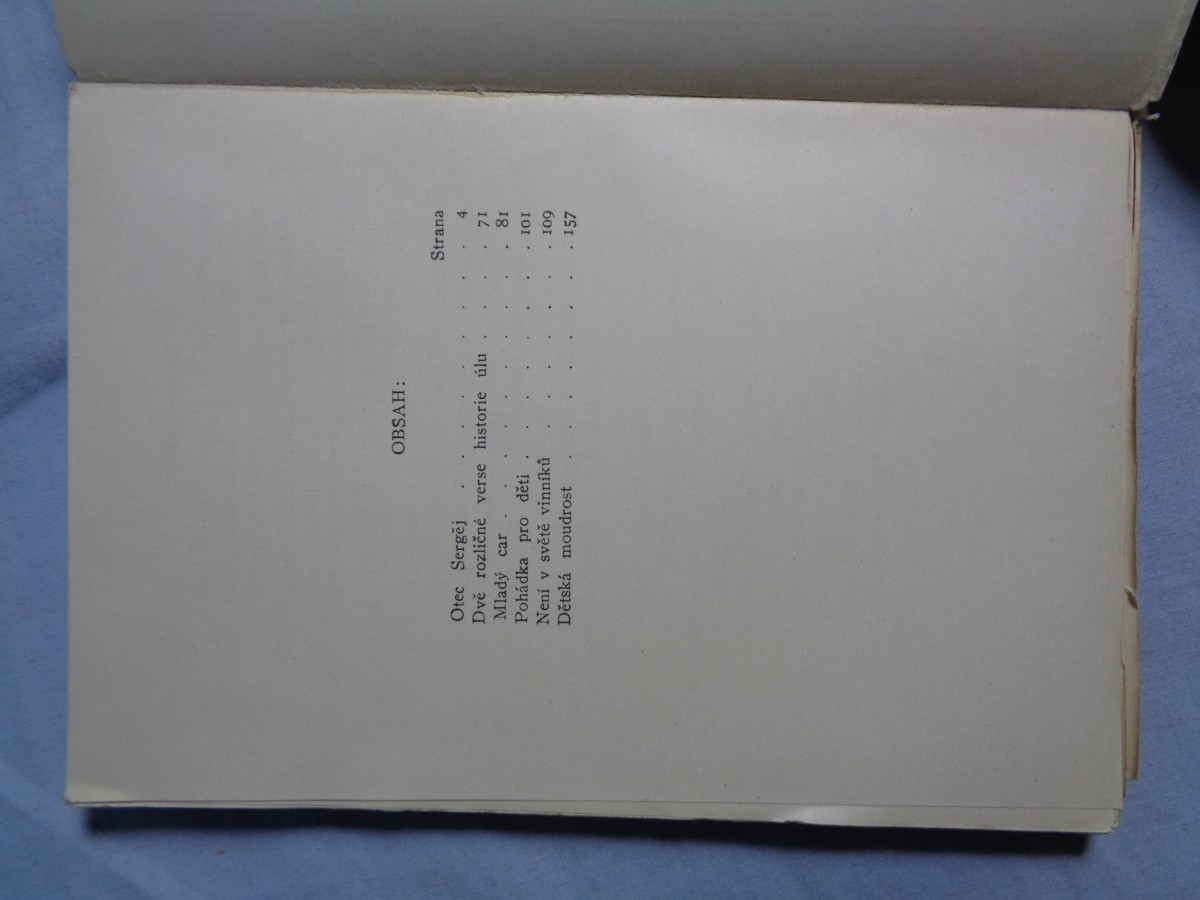 OBSAH:
Strana
Otec Sergěj . . . . . . . . . 4
Dvě rozličné verse historie úlu . . . . 71
Mladý car . . . . . . . . . . 81
Pohádka pro děti . . . . . . . . 101
Není v světě vinníků . . . . . . . . 109
Dětská moudrost . . . . . . . . 157